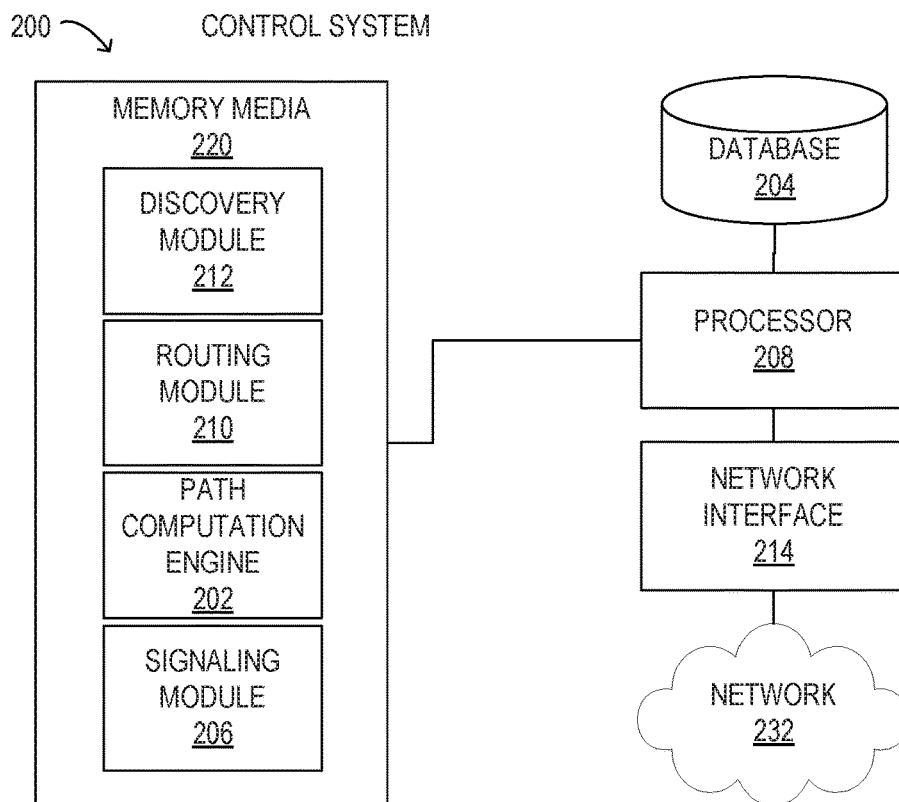 200
CONTROL SYSTEM
MEMORY MEDIA
220
DISCOVERY
MODULE
212
ROUTING
MODULE
210
PATH
COMPUTATION
ENGINE
202
SIGNALING
MODULE
206
DATABASE
204
PROCESSOR
208
NETWORK
INTERFACE
214
NETWORK
232